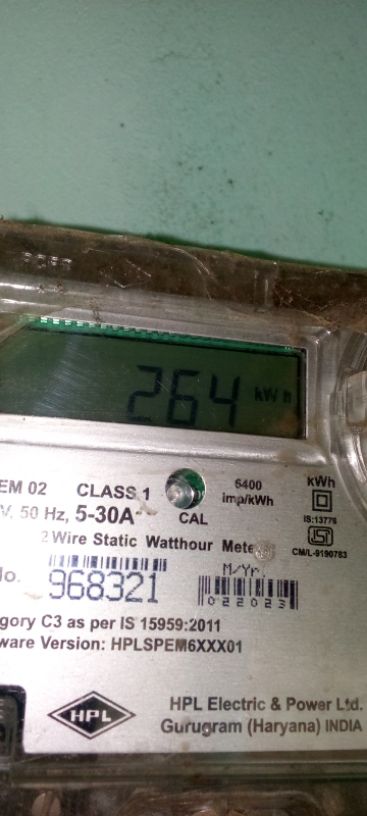 264 kWh
EM 02 CLASS 1 6400 imp/kWh kWh
V. 50 Hz, 5-30A CAL IS:13776
2 Wire Static Watthour Mete CM/L-9190783
No. 968321 M/Yr.
022023
gory C3 as per IS 15959:2011
ware Version: HPLSPEM6XXX01
HPL HPL Electric & Power Ltd.
Gurugram (Haryana) INDIA